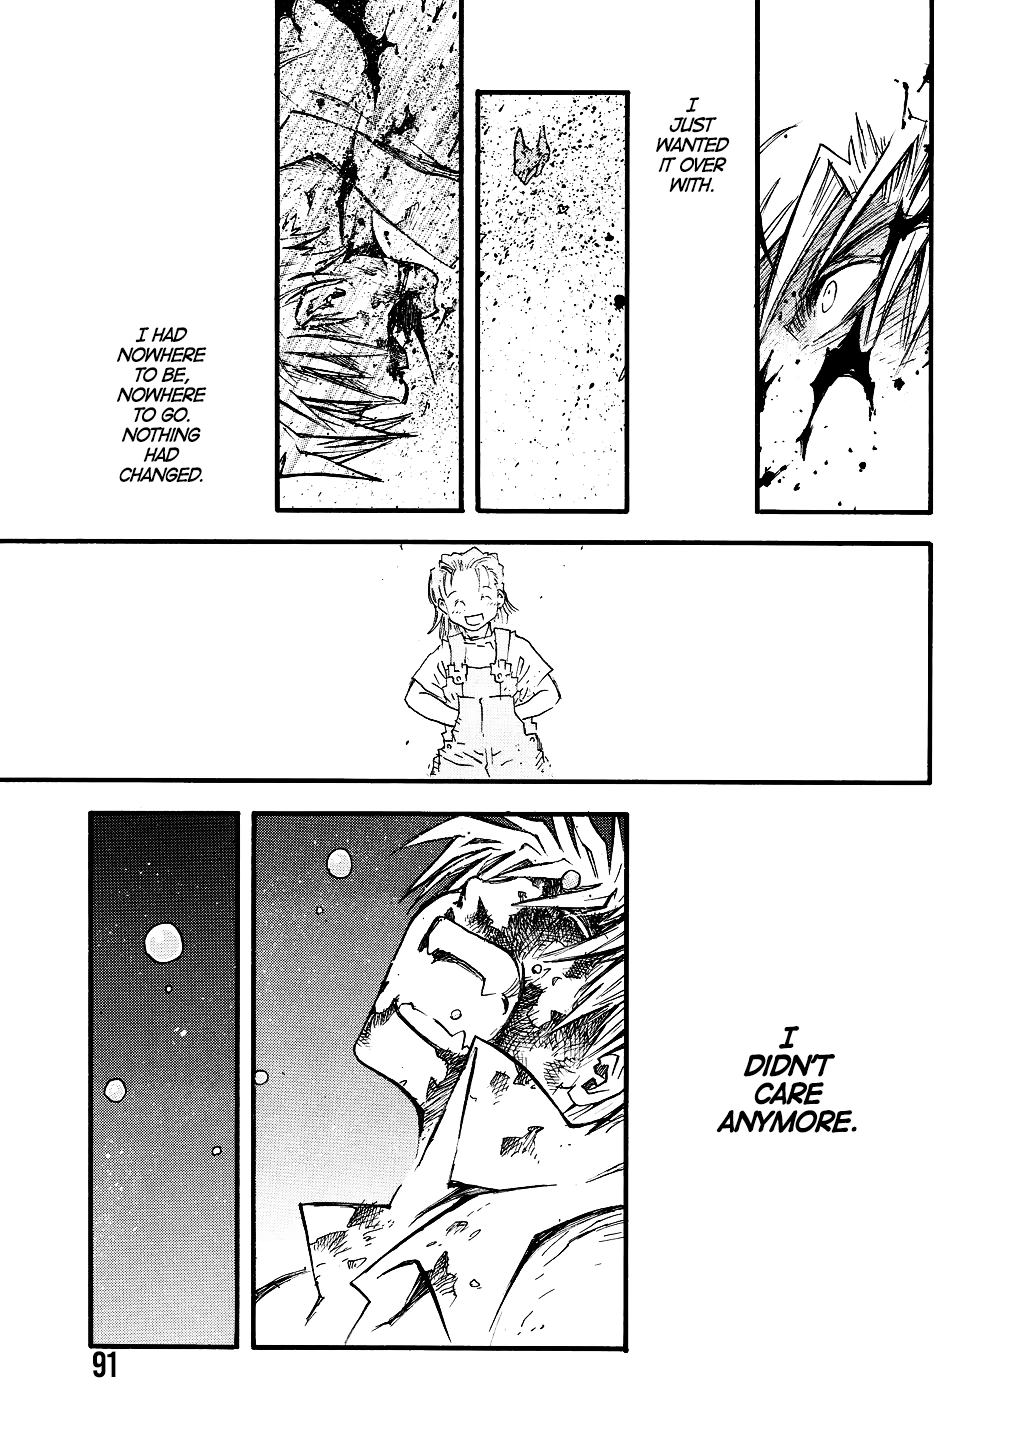 I
JUST
WANTED
IT OVER
WITH.
I HAD
NOWHERE
TO BE,
NOWHERE
TO GO.
NOTHING
HAD
CHANGED.
I
DIDN'T
CARE
ANYMORE.
91